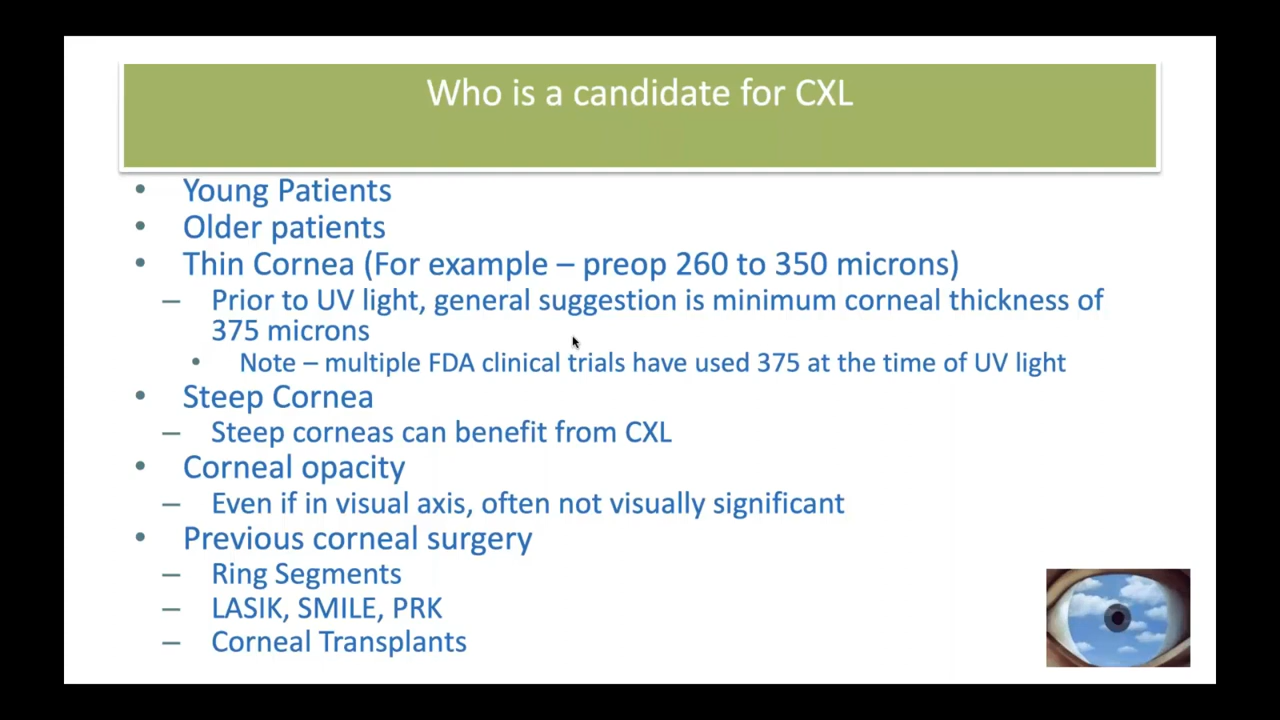 Who is a candidate for CXL
• Young Patients
• Older patients
• Thin Cornea (For example – preop 260 to 350 microns)
– Prior to UV light, general suggestion is minimum corneal thickness of
375 microns
• Note – multiple FDA clinical trials have used 375 at the time of UV light
• Steep Cornea
– Steep corneas can benefit from CXL
• Corneal opacity
– Even if in visual axis, often not visually significant
• Previous corneal surgery
– Ring Segments
– LASIK, SMILE, PRK
– Corneal Transplants